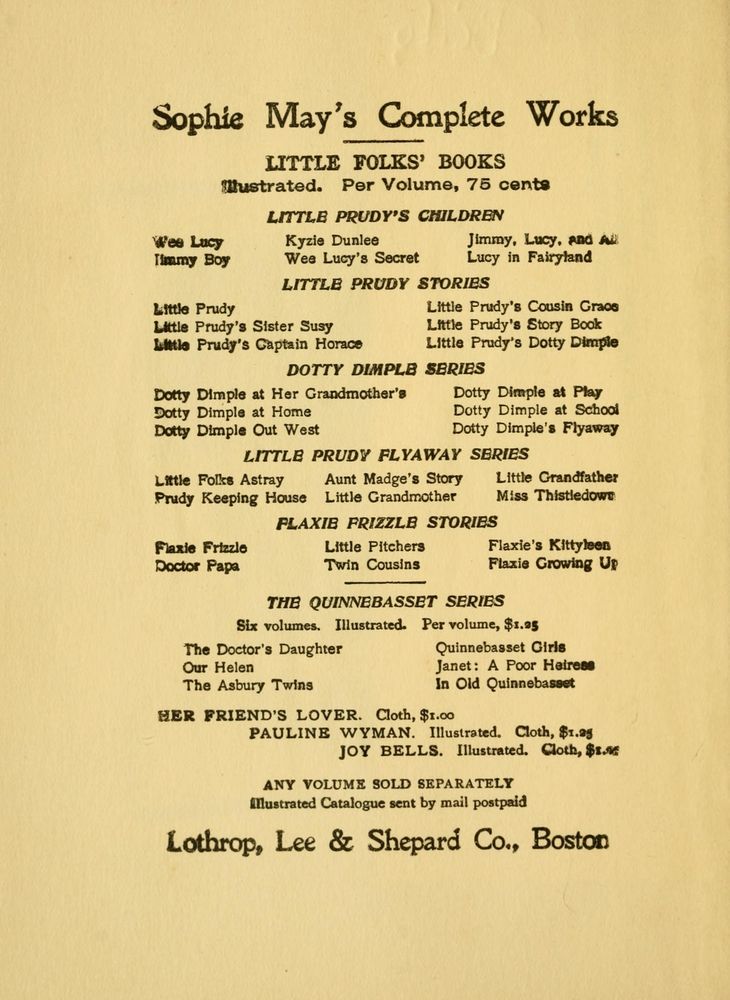 Sophie May's Complete Works
LITTLE FOLKS' BOOKS
Illustrated. Per Volume, 75 cents
LITTLE PRUDY'S CHILDREN
Wee Lucy Kyzie Dunlee Jimmy, Lucy, and All
Jimmy Boy Wee Lucy's Secret Lucy in Fairyland
LITTLE PRUDY STORIES
Little Prudy Little Prudy's Cousin Grace
Little Prudy's Sister Susy Little Prudy's Story Book
Little Prudy's Captain Horace Little Prudy's Dotty Dimple
DOTTY DIMPLE SERIES
Dotty Dimple at Her Grandmother's Dotty Dimple at Play
Dotty Dimple at Home Dotty Dimple at School
Dotty Dimple Out West Dotty Dimple's Flyaway
LITTLE PRUDY FLYAWAY SERIES
Little Folks Astray Aunt Madge's Story Little Grandfather
Prudy Keeping House Little Grandmother Miss Thistledown
FLAXIE FRIZZLE STORIES
Flaxie Frizzle Little Pitchers Flaxie's Kittyleen
Doctor Papa Twin Cousins Flaxie Growing Up
THE QUINNEBASSET SERIES
Six volumes. Illustrated. Per volume, $1.25
The Doctor's Daughter Quinnebasset Girls
Our Helen Janet: A Poor Heiress
The Asbury Twins In Old Quinnebasset
HER FRIEND'S LOVER. Cloth, $1.00
PAULINE WYMAN. Illustrated. Cloth, $1.25
JOY BELLS. Illustrated. Cloth,
ANY VOLUME SOLD SEPARATELY
Illustrated Catalogue sent by mail postpaid
Lothrop, Lee & Shepard Co., Boston